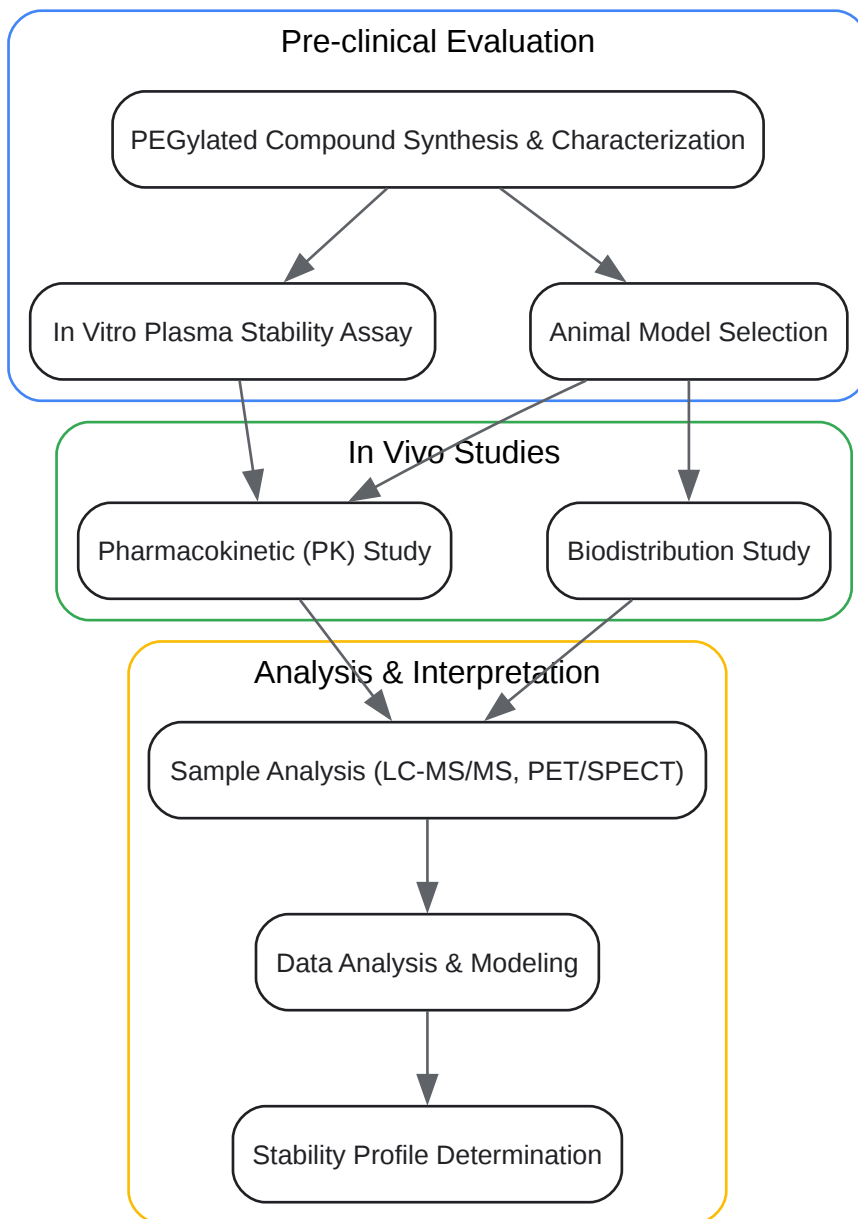 Pre-clinical Evaluation
PEGylated Compound Synthesis & Characterization
In Vitro Plasma Stability Assay
Animal Model Selection
In Vivo Studies
Pharmacokinetic (PK) Study
Biodistribution Study
Analysis & Interpretation
Sample Analysis (LC-MS/MS, PET/SPECT)
Data Analysis & Modeling
Stability Profile Determination